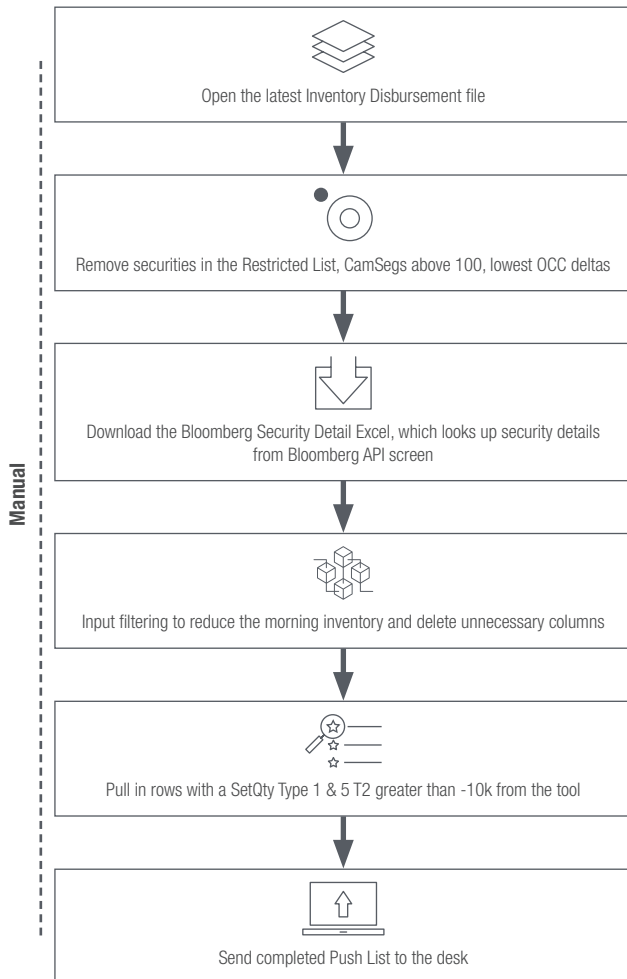 Manual
Open the latest Inventory Disbursement file
Remove securities in the Restricted List, CamSegs above 100, lowest OCC deltas
Download the Bloomberg Security Detail Excel, which looks up security details
from Bloomberg API screen
Input filtering to reduce the morning inventory and delete unnecessary columns
Pull in rows with a SetQty Type 1 & 5 T2 greater than -10k from the tool
Send completed Push List to the desk